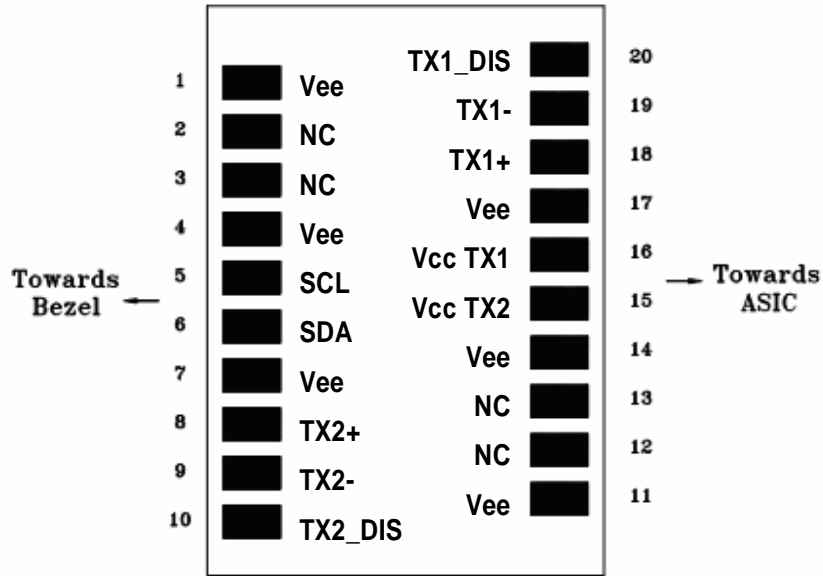 1 Vee
2 NC
3 NC
4 Vee
5 SCL
6 SDA
7 Vee
8 TX2+
9 TX2-
10 TX2_DIS
Towards
Bezel
TX1_DIS 20
TX1- 19
TX1+ 18
Vee 17
Vcc TX1 16
Vcc TX2 15
Vee 14
NC 13
NC 12
Vee 11
Towards
ASIC